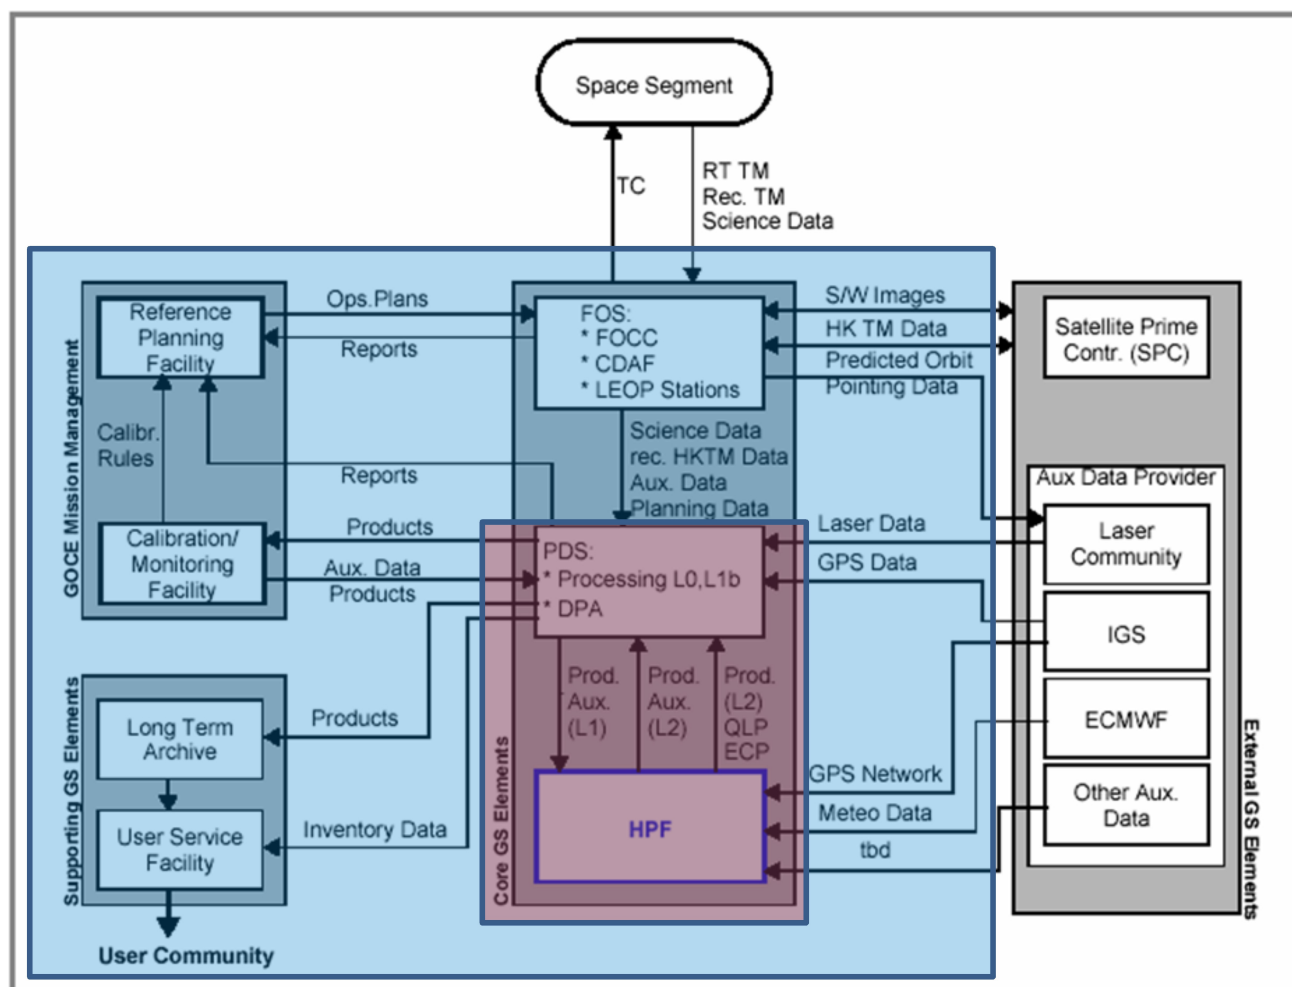 Space Segment
TC
RT TM
Rec. TM
Science Data
GOCE Mission Management
Reference
Planning
Facility
Ops.Plans
Reports
FOS:
* FOCC
* CDAF
* LEOP Stations
S/W Images
HK TM Data
Predicted Orbit
Pointing Data
Satellite Prime
Contr. (SPC)
Calibr.
Rules
Reports
Science Data
rec. HKTM Data
Aux. Data
Planning Data
Aux Data Provider
Calibration/
Monitoring
Facility
Products
Aux. Data
Products
PDS:
* Processing L0,L1b
* DPA
Laser Data
GPS Data
Laser
Community
IGS
Supporting GS Elements
Long Term
Archive
Products
Core GS Elements
Prod.
Aux.
(L1)
Prod.
Aux.
(L2)
Prod.
(L2)
QLP
ECP
ECMWF
External GS Elements
User Service
Facility
Inventory Data
HPF
GPS Network
Meteo Data
tbd
Other Aux.
Data
User Community